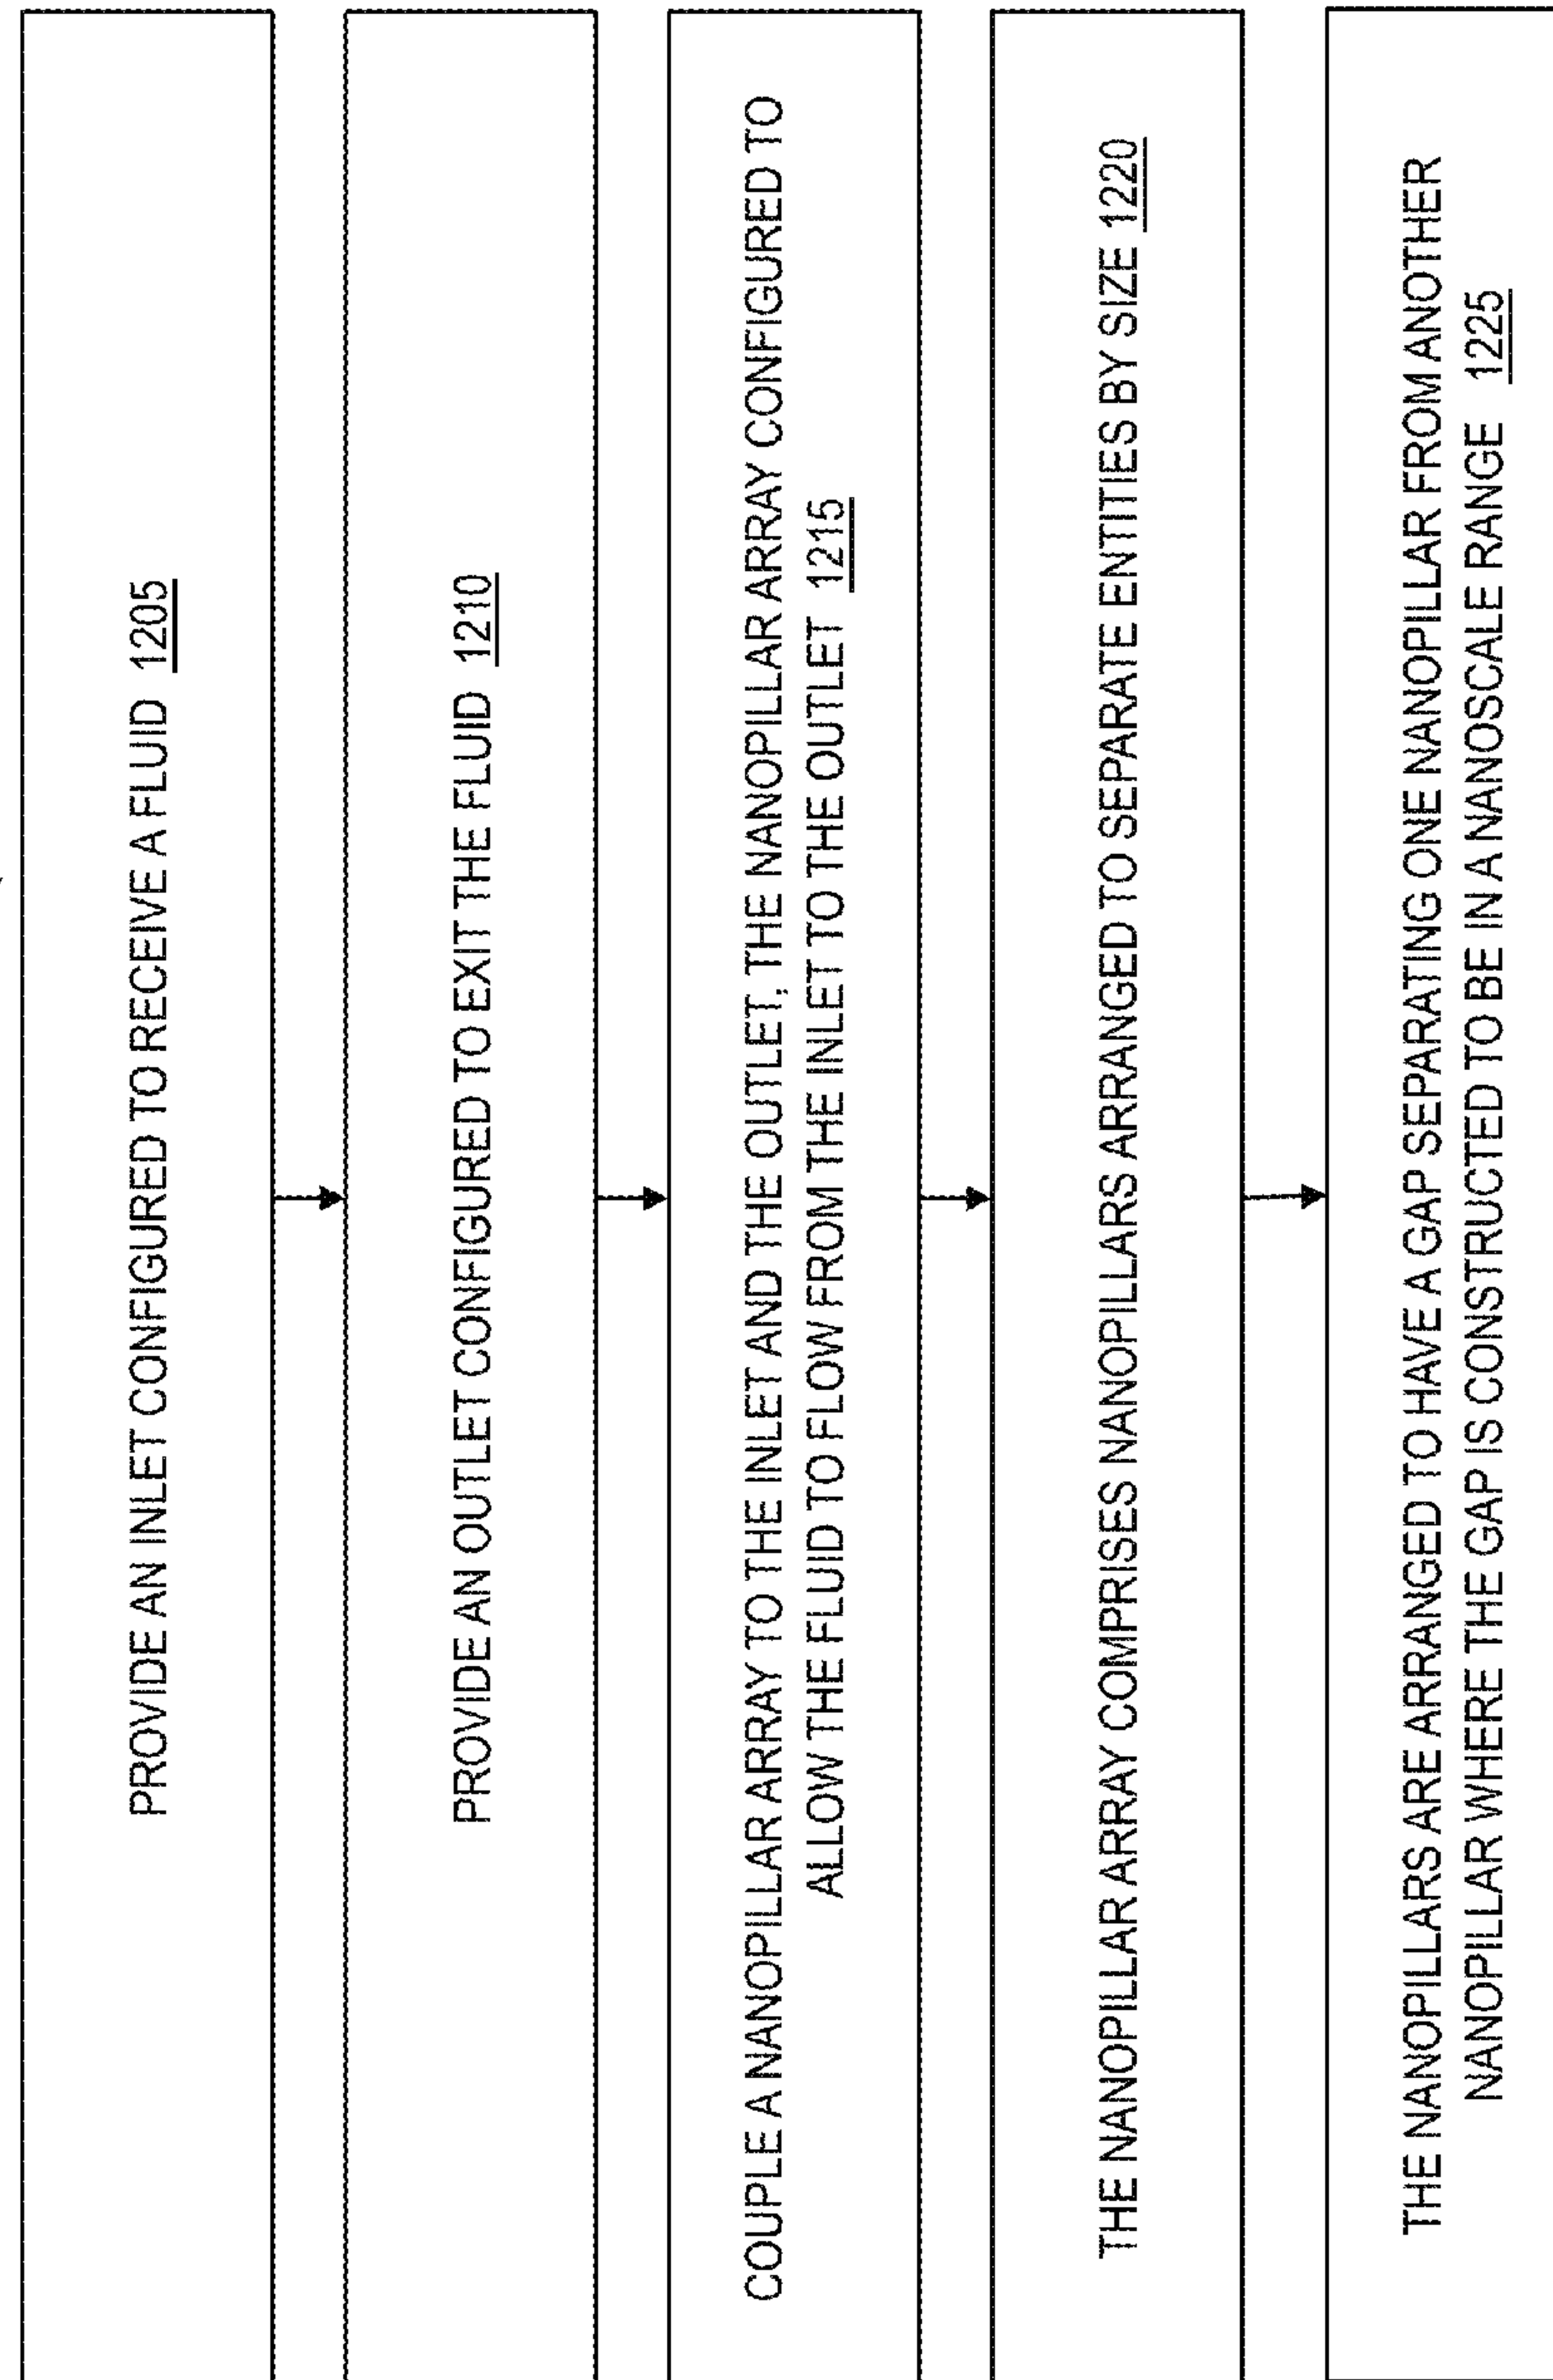 PROVIDE AN INLET CONFIGURED TO RECEIVE A FLUID 1205
PROVIDE AN OUTLET CONFIGURED TO EXIT THE FLUID 1210
COUPLE A NANOPILLAR ARRAY TO THE INLET AND THE OUTLET, THE NANOPILLAR ARRAY CONFIGURED TO
ALLOW THE FLUID TO FLOW FROM THE INLET TO THE OUTLET 1215
THE NANOPILLAR ARRAY COMPRISES NANOPILLARS ARRANGED TO SEPARATE ENTITIES BY SIZE 1220
THE NANOPILLARS ARE ARRANGED TO HAVE A GAP SEPARATING ONE NANOPILLAR FROM ANOTHER
NANOPILLAR WHERE THE GAP IS CONSTRUCTED TO BE IN A NANOSCALE RANGE 1225